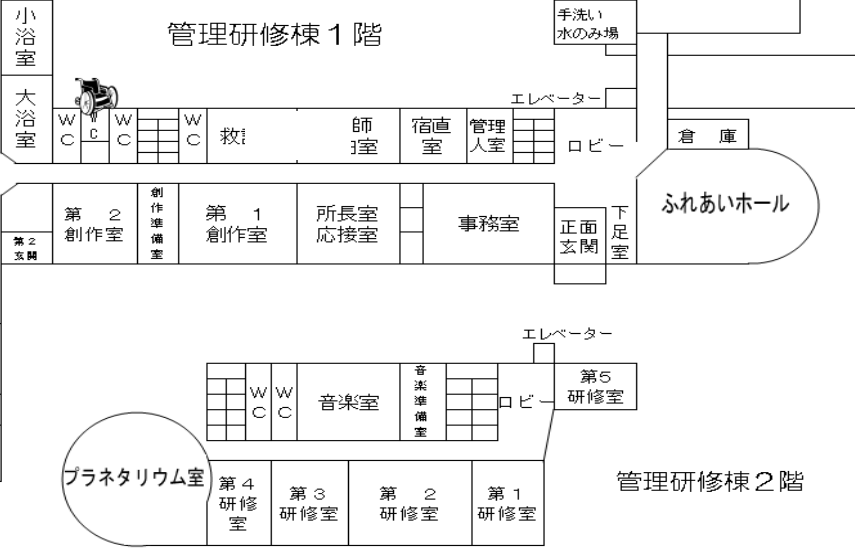 管理研修棟1階
小
浴
室
手洗い
水のみ場
大
浴
室
W
C
W
C
W
C
W
C
救
師
室
宿直
室
管理
人室
エレベーター
ロビー
倉 庫
ふれあいホール
第2
玄関
第 2
創作室
創
作
準
備
室
第 1
創作室
所長室
応接室
事務室
正面
玄関
下
足
室
エレベーター
W
C
W
C
音楽室
音
楽
準
備
室
ロビー
第5
研修室
プラネタリウム室
第4
研修
室
第3
研修室
第 2
研修室
第1
研修室
管理研修棟2階